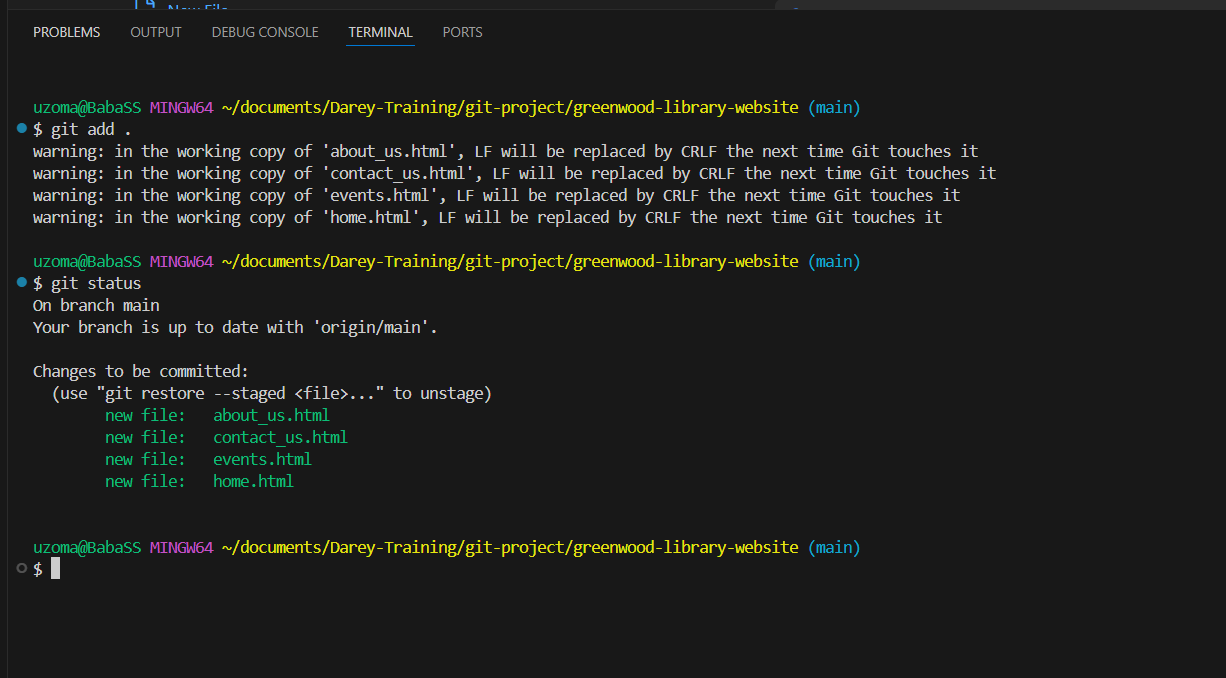 New File
PROBLEMS OUTPUT DEBUG CONSOLE TERMINAL PORTS
uzoma@BabaSS MINGW64 ~/documents/Darey-Training/git-project/greenwood-library-website (main)
$ git add .
warning: in the working copy of 'about_us.html', LF will be replaced by CRLF the next time Git touches it
warning: in the working copy of 'contact_us.html', LF will be replaced by CRLF the next time Git touches it
warning: in the working copy of 'events.html', LF will be replaced by CRLF the next time Git touches it
warning: in the working copy of 'home.html', LF will be replaced by CRLF the next time Git touches it
uzoma@BabaSS MINGW64 ~/documents/Darey-Training/git-project/greenwood-library-website (main)
$ git status
On branch main
Your branch is up to date with 'origin/main'.
Changes to be committed:
(use "git restore --staged <file>..." to unstage)
new file: about_us.html
new file: contact_us.html
new file: events.html
new file: home.html
uzoma@BabaSS MINGW64 ~/documents/Darey-Training/git-project/greenwood-library-website (main)
$